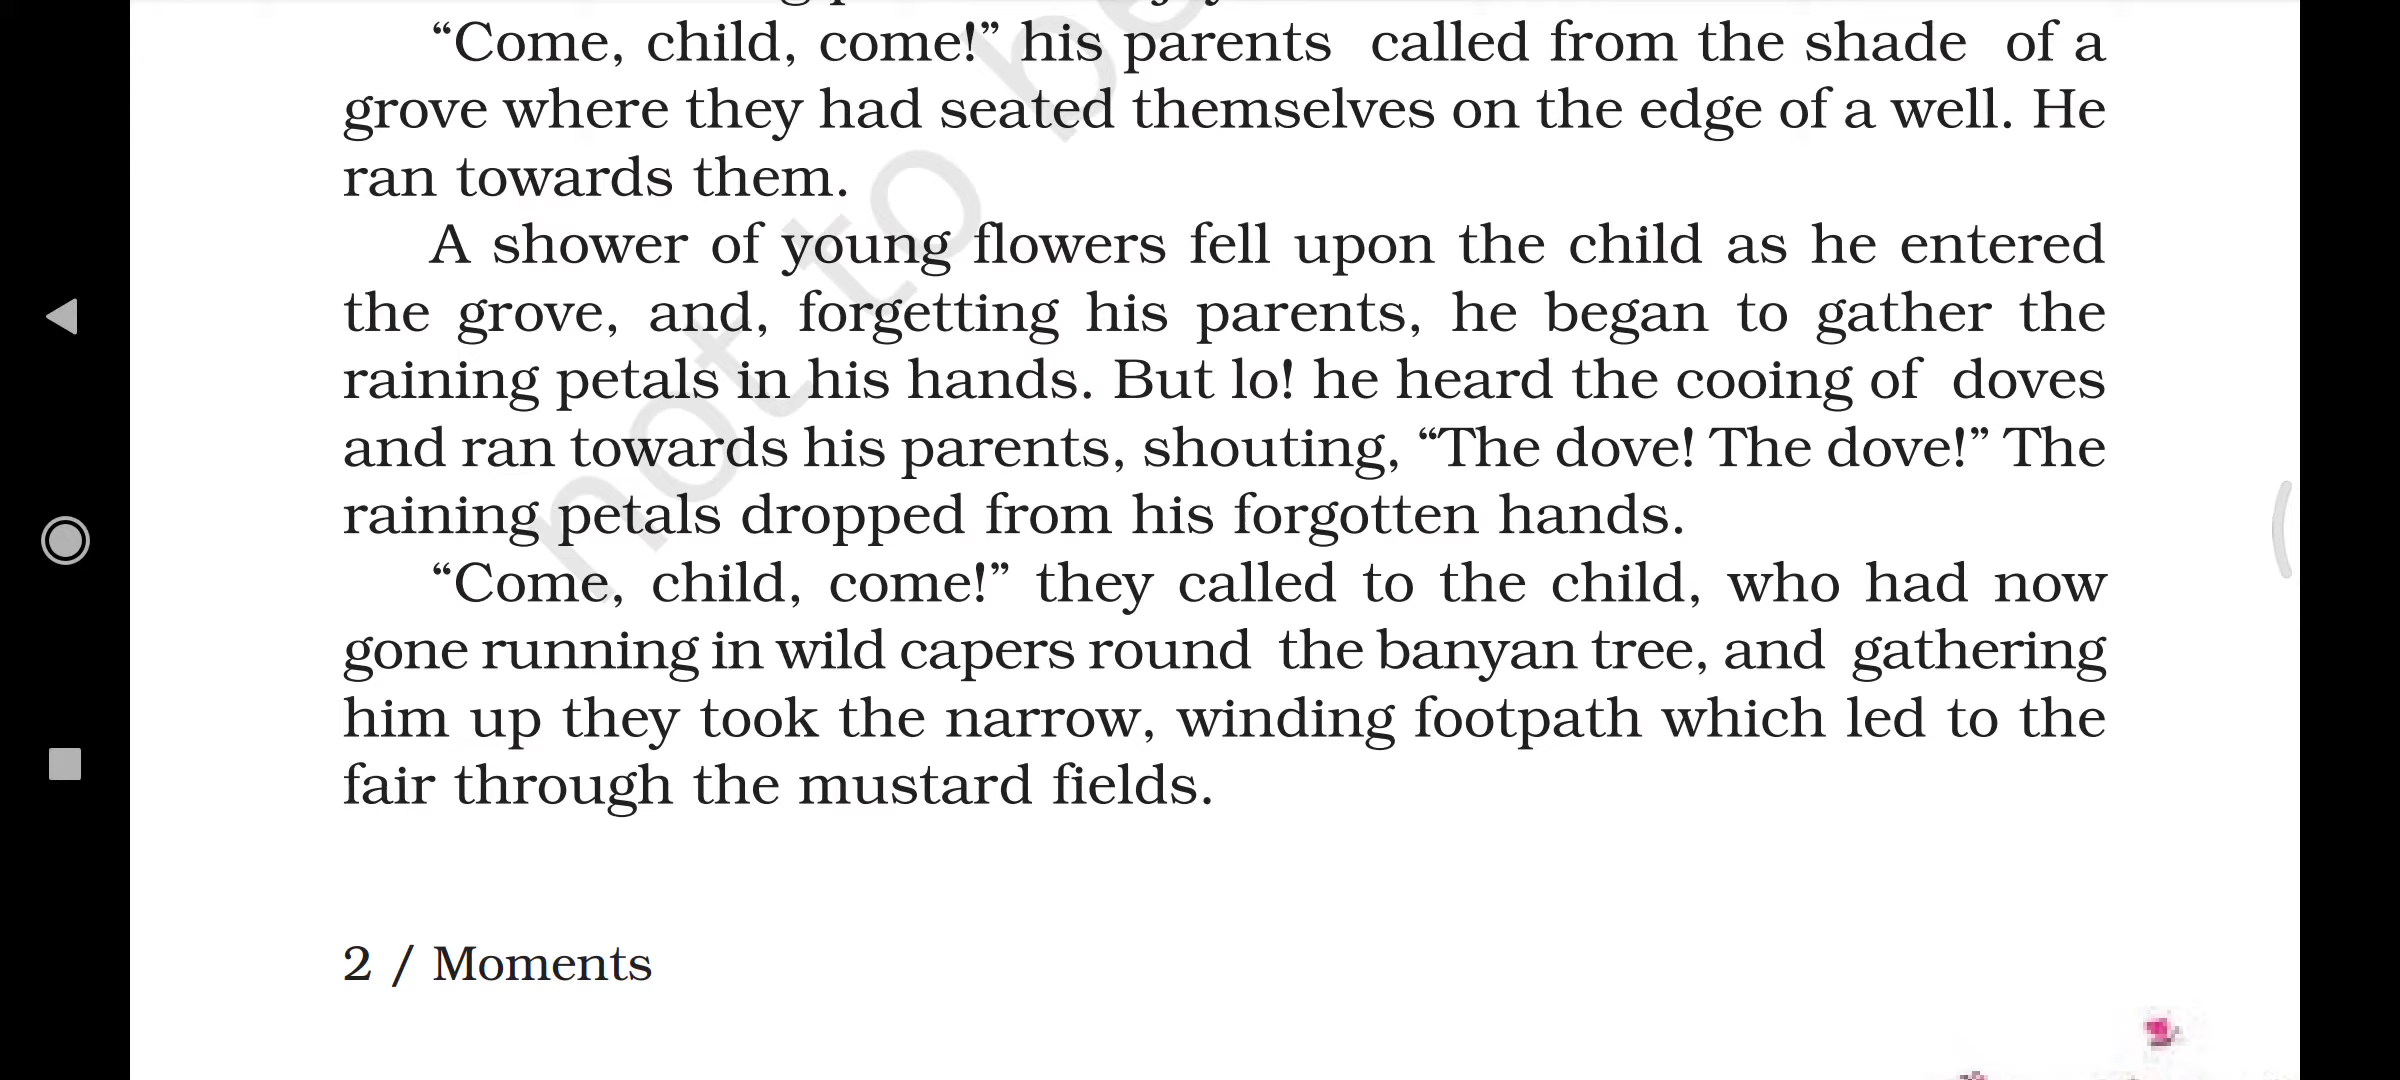 “Come, child, come!” his parents called from the shade of a
grove where they had seated themselves on the edge of a well. He
ran towards them.
A shower of young flowers fell upon the child as he entered
the grove, and, forgetting his parents, he began to gather the
raining petals in his hands. But lo! he heard the cooing of doves
and ran towards his parents, shouting, “The dove! The dove!” The
raining petals dropped from his forgotten hands.
“Come, child, come!” they called to the child, who had now
gone running in wild capers round the banyan tree, and gathering
him up they took the narrow, winding footpath which led to the
fair through the mustard fields.
2 / Moments
not to be